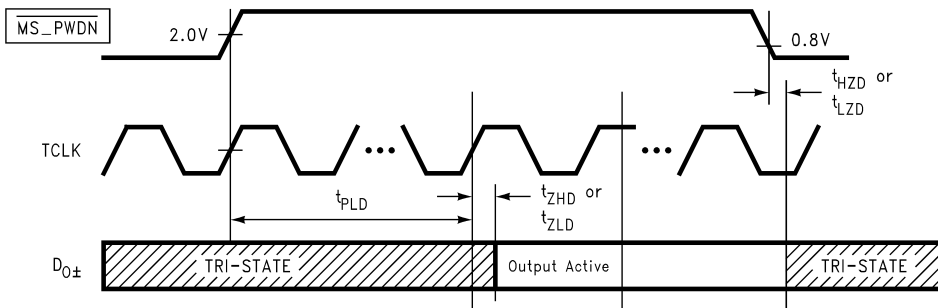 MS_PWDN
2.0V
0.8V
tHZD or
tLZD
TCLK
tPLD
tZHD or
tZLD
DO±
TRI-STATE
Output Active
TRI-STATE